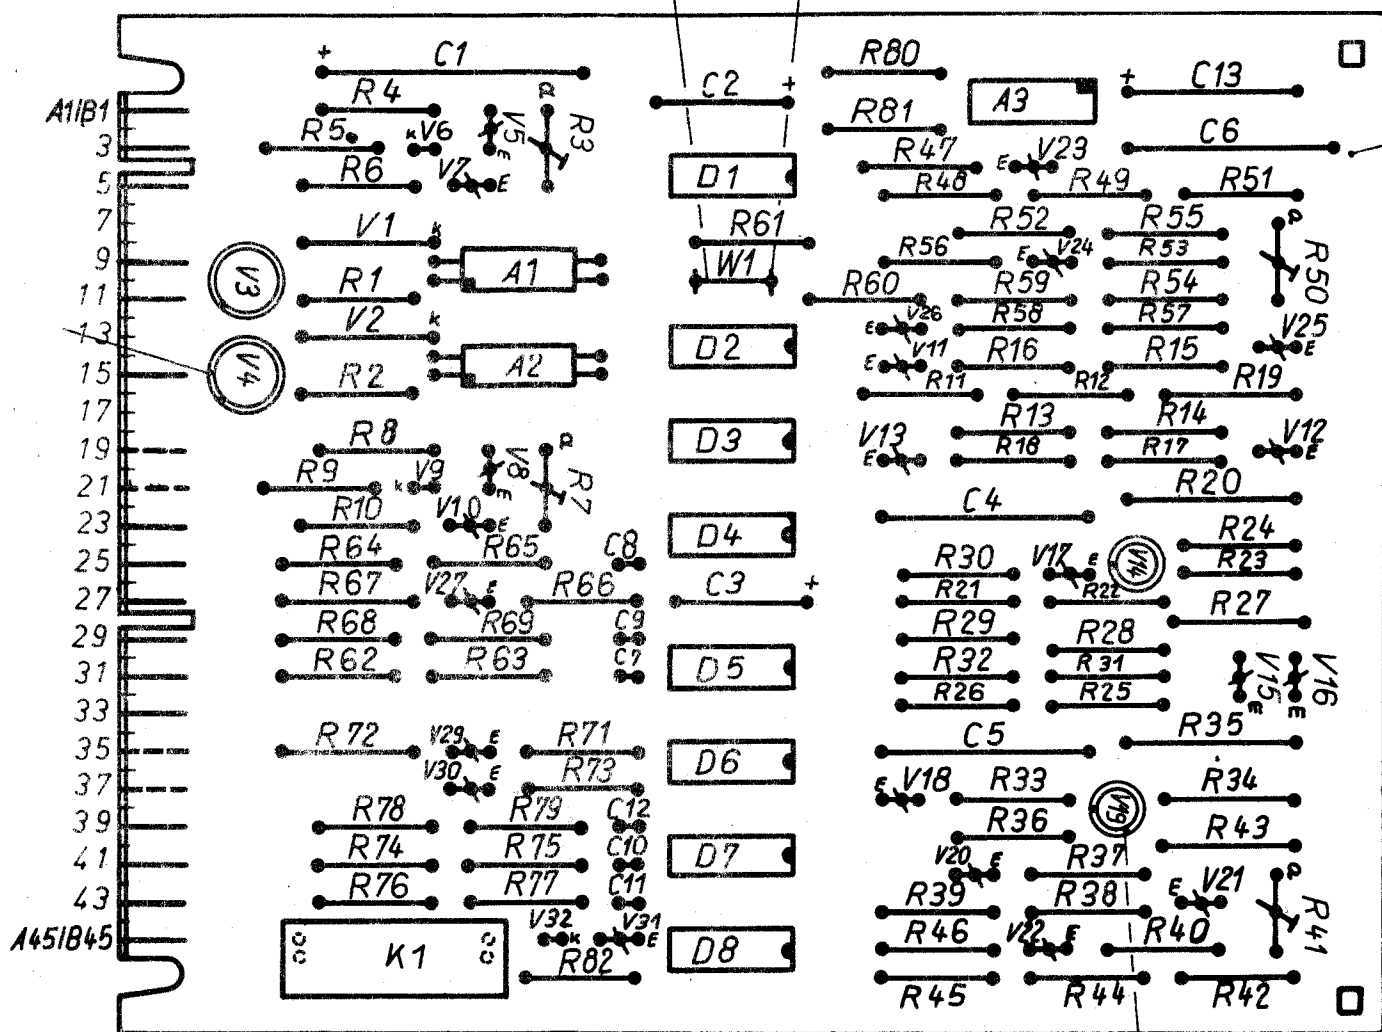 C1
R80
C2
A3
C13
A1/B1
R4
a
V5
R3
R81
C6
3
R5
k V6
E
R47
E V23
5
R6
V7 E
D1
R48
R49
R51
7
V1
k
R61
R52
R55
a
R50
9
V3
A1
W1
R56
E V24
R53
11
R1
R60
R59
R54
13
V2
k
V26
E
R58
R57
V25
E
15
V4
A2
D2
V11
E
R16
R15
R2
R11
R12
R19
17
R13
R14
19
R8
a
V8
R7
D3
V13
E
R18
R17
V12
E
21
R9
k V9
E
R20
23
R10
V10 E
D4
C4
R24
25
R64
R65
C8
R30
V17 E
V14
R23
27
R67
V27 E
R66
C3
R21
R22
R27
29
R68
R69
C9
R29
R28
31
R62
R63
C7
D5
R32
R31
V15
V16
33
R26
R25
E
E
35
R72
V29 E
R71
D6
C5
R35
37
V30 E
R73
E V18
R33
R34
39
R78
R79
C12
V19
R36
R43
41
R74
R75
C10
D7
V20 E
R37
a
43
R76
R77
C11
R39
R38
E V21
R41
A45/B45
K1
V32
k
V31
E
D8
R46
V22 E
R40
R82
R45
R44
R42